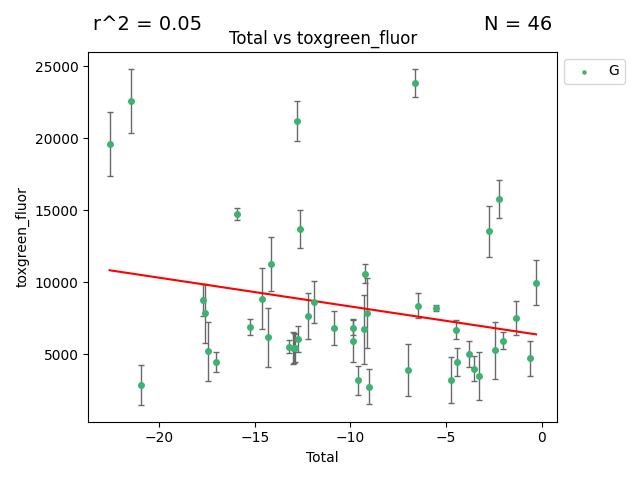 r^2 = 0.05
N = 46
Total vs toxgreen_fluor
G
25000
20000
15000
10000
5000
toxgreen_fluor
−20
−15
−10
−5
0
Total